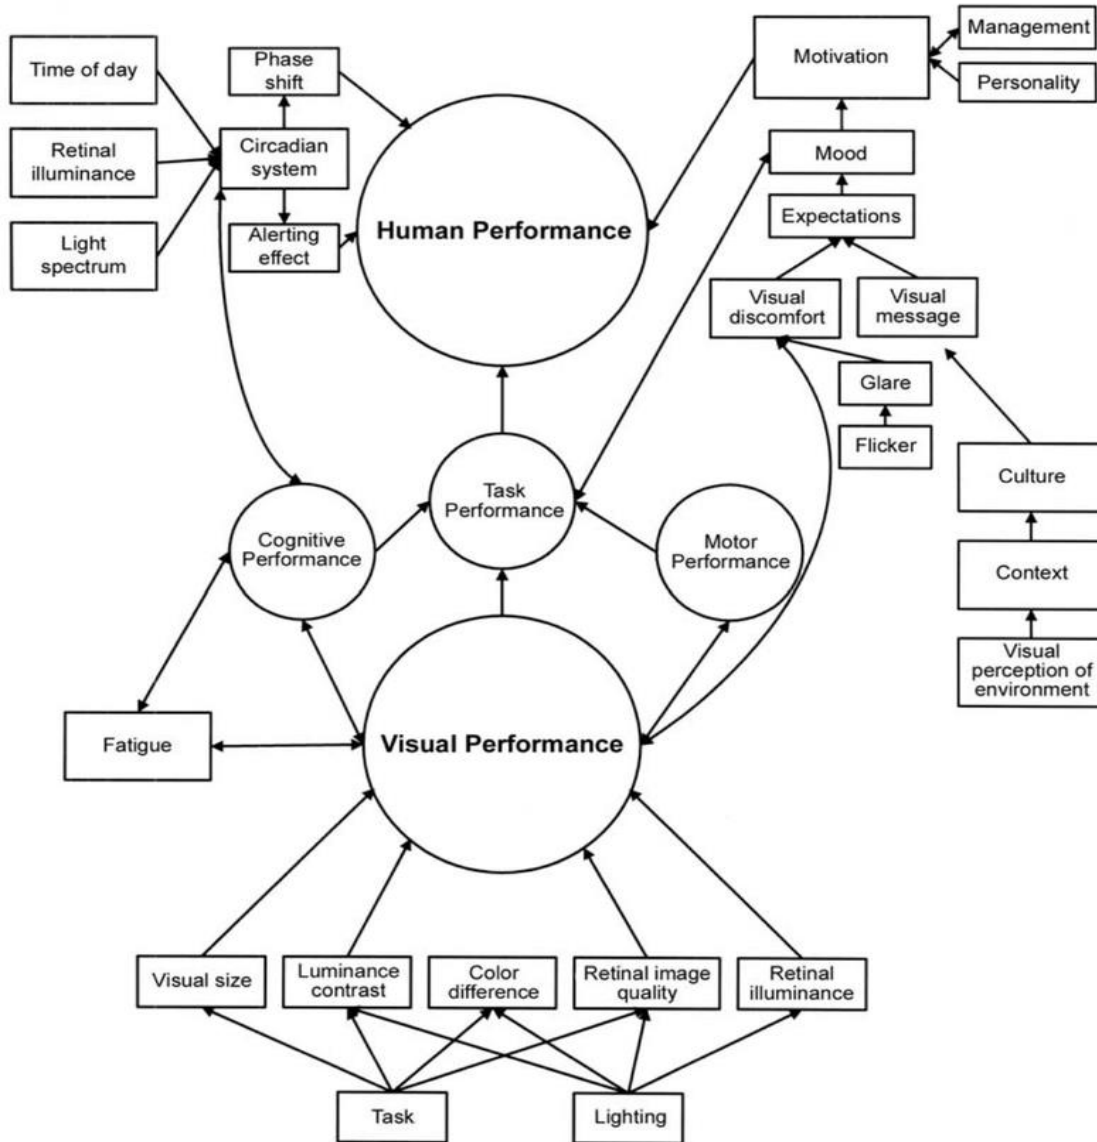 Management
Motivation
Personality
Phase
shift
Time of day
Retinal
illuminance
Circadian
system
Mood
Expectations
Human Performance
Light
spectrum
Alerting
effect
Visual
discomfort
Visual
message
Glare
Flicker
Culture
Task
Performance
Cognitive
Performance
Motor
Performance
Context
Visual
perception of
environment
Fatigue
Visual Performance
Visual size
Luminance
contrast
Color
difference
Retinal image
quality
Retinal
illuminance
Task
Lighting